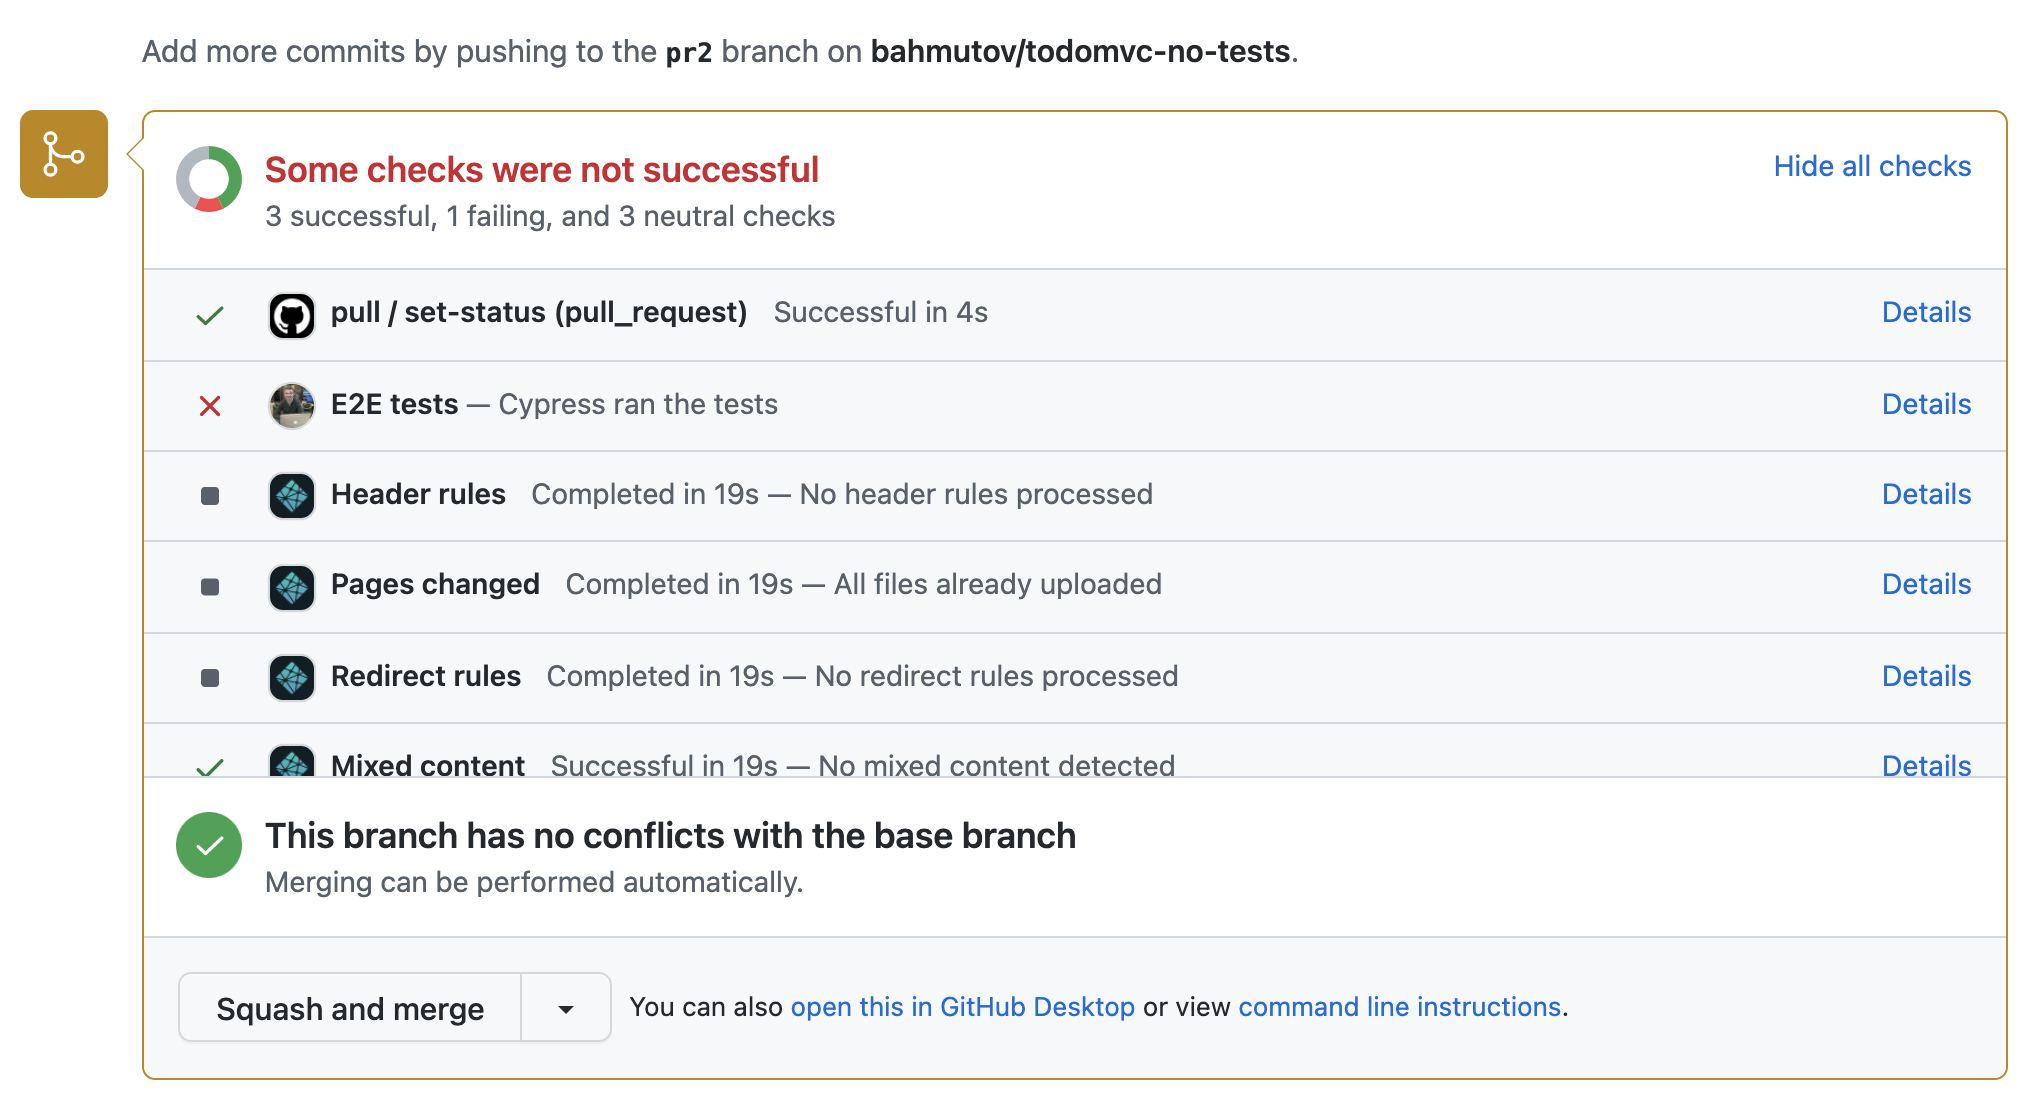 Add more commits by pushing to the pr2 branch on bahmutov/todomvc-no-tests.
Some checks were not successful
Hide all checks
3 successful, 1 failing, and 3 neutral checks
pull / set-status (pull_request) Successful in 4s Details
E2E tests — Cypress ran the tests Details
Header rules Completed in 19s — No header rules processed Details
Pages changed Completed in 19s — All files already uploaded Details
Redirect rules Completed in 19s — No redirect rules processed Details
Mixed content Successful in 19s — No mixed content detected Details
This branch has no conflicts with the base branch
Merging can be performed automatically.
Squash and merge You can also open this in GitHub Desktop or view command line instructions.